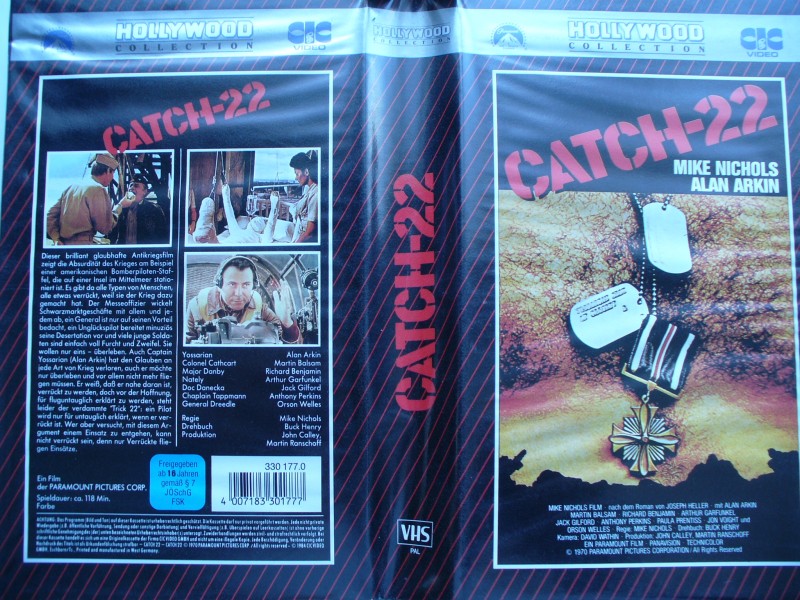 HOLLYWOOD
COLLECTION
CIC
VIDEO
CATCH-22
Dieser brillant glaubhafte Antikriegsfilm
zeigt die Absurdität des Krieges am Beispiel
einer amerikanischen Bomberpiloten-Staf-
fel, die auf einer Insel im Mittelmeer statio-
niert ist. Es gibt da alle Typen von Menschen,
alle etwas verrückt, weil sie der Krieg dazu
gemacht hat. Der Messeoffizier wickelt
Schwarzmarktgeschäfte mit allem und je-
dem ab, ein General ist nur auf seinen Vorteil
bedacht, ein Unglückspilot bereitet minuziös
seine Desertation vor und viele junge Solda-
ten sind einfach voll Furcht und Zweifel. Sie
wollen nur eins – überleben. Auch Captain
Yossarian (Alan Arkin) hat den Glauben an
jede Art von Krieg verloren, auch er möchte
nur überleben und vor allem nicht mehr flie-
gen müssen. Er weiß, daß er nahe daran ist,
verrückt zu werden, doch vor der Hoffnung,
für fluguntauglich erklärt zu werden, steht
leider der verdammte "Trick 22": ein Pilot
wird nur für untauglich erklärt, wenn er ver-
rückt ist. Wer aber versucht, mit diesem Ar-
gument einem Einsatz zu entgehen, kann
nicht verrückt sein, denn nur Verrückte flie-
gen Einsätze.
Yossarian Alan Arkin
Colonel Cathcart Martin Balsam
Major Danby Richard Benjamin
Nately Arthur Garfunkel
Doc Danecka Jack Gilford
Chaplain Tappmann Anthony Perkins
General Dreedle Orson Welles
Regie Mike Nichols
Drehbuch Buck Henry
Produktion John Calley,
Martin Ranschoff
Ein Film
der PARAMOUNT PICTURES CORP.
Spieldauer: ca. 118 Min.
Farbe
Freigegeben
ab 16 Jahren
gemäß § 7
JÖSchG
FSK
330 177.0
4 007183 301777
HOLLYWOOD
COLLECTION
CATCH-22
VHS
PAL
HOLLYWOOD
COLLECTION
CIC
VIDEO
CATCH-22
MIKE NICHOLS
ALAN ARKIN
MIKE NICHOLS FILM - nach dem Roman von JOSEPH HELLER - mit ALAN ARKIN
MARTIN BALSAM / RICHARD BENJAMIN / ARTHUR GARFUNKEL
JACK GILFORD / ANTHONY PERKINS / PAULA PRENTISS / JON VOIGHT und
ORSON WELLES · Regie: MIKE NICHOLS · Drehbuch: BUCK HENRY
Kamera: DAVID WATHIN · Produktion: JOHN CALLEY, MARTIN RANSCHOFF
EIN PARAMOUNT FILM · PANAVISION · TECHNICOLOR
© 1970 PARAMOUNT PICTURES CORPORATION / All Rights Reserved